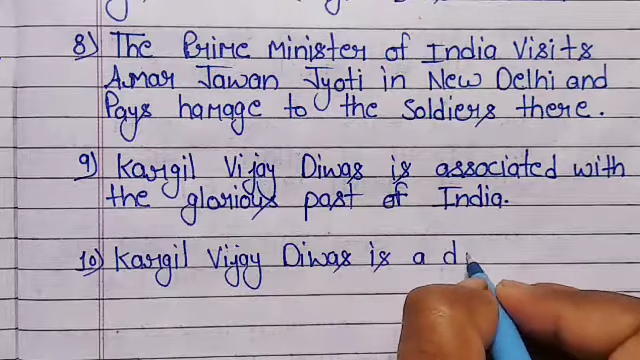 8) The Prime Minister of India Visits
Amar Jawan Jyoti in New Delhi and
Pays hamage to the Soldiers there.
9) Kargil Vijay Diwas is associated with
the glorious past of India.
10) Kargil Vijay Diwas is a d